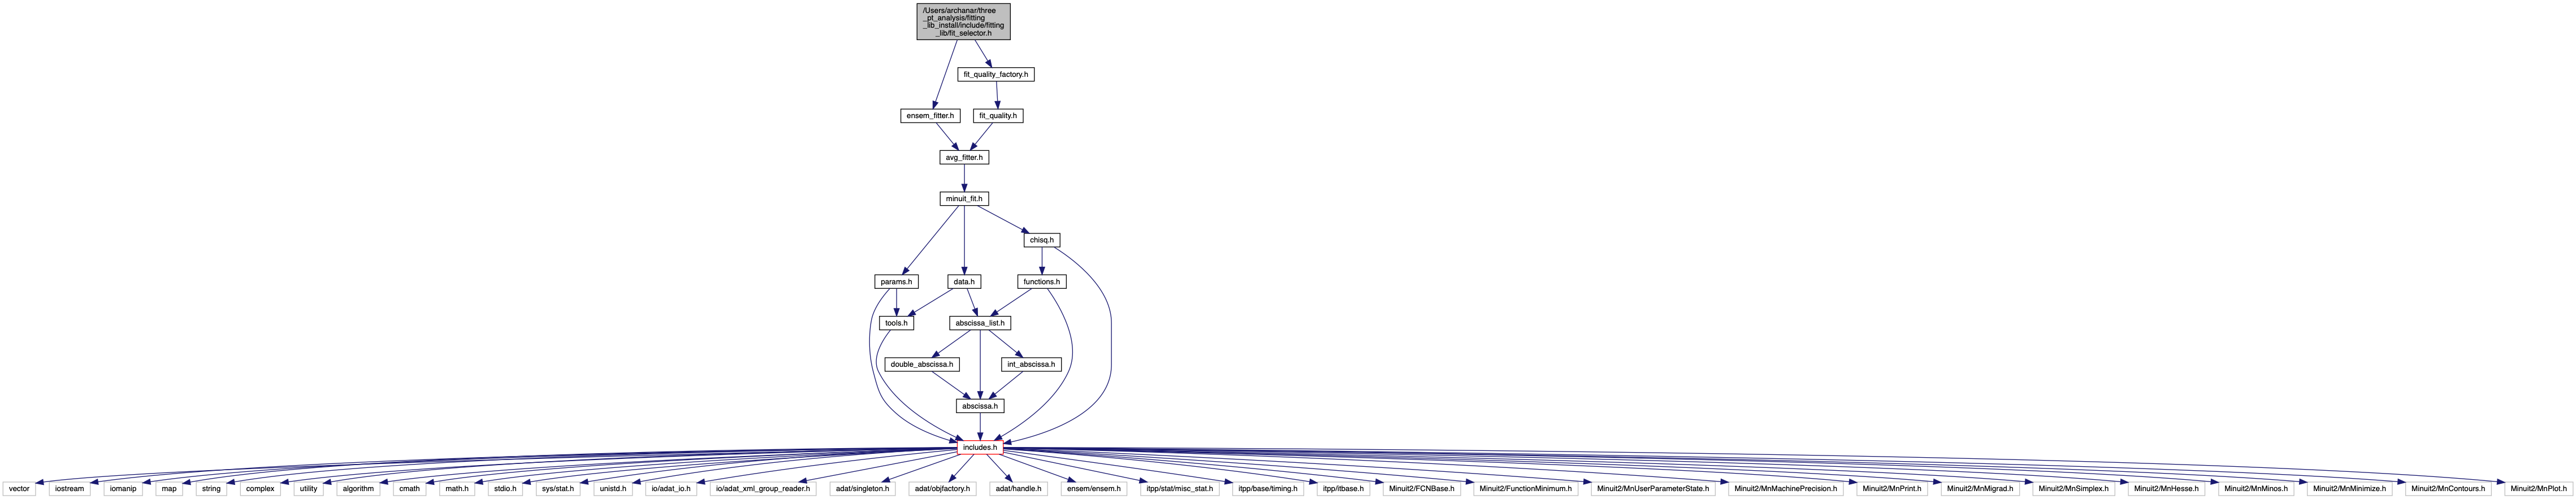 /Users/archanar/three
_pt_analysis/fitting
_lib_install/include/fitting
_lib/fit_selector.h
fit_quality_factory.h
ensem_fitter.h
fit_quality.h
avg_fitter.h
minuit_fit.h
chisq.h
params.h
data.h
functions.h
tools.h
abscissa_list.h
double_abscissa.h
int_abscissa.h
abscissa.h
includes.h
vector
iostream
iomanip
map
string
complex
utility
algorithm
cmath
math.h
stdio.h
sys/stat.h
unistd.h
io/adat_io.h
io/adat_xml_group_reader.h
adat/singleton.h
adat/objfactory.h
adat/handle.h
ensem/ensem.h
itpp/stat/misc_stat.h
itpp/base/timing.h
itpp/itbase.h
Minuit2/FCNBase.h
Minuit2/FunctionMinimum.h
Minuit2/MnUserParameterState.h
Minuit2/MnMachinePrecision.h
Minuit2/MnPrint.h
Minuit2/MnMigrad.h
Minuit2/MnSimplex.h
Minuit2/MnHesse.h
Minuit2/MnMinos.h
Minuit2/MnMinimize.h
Minuit2/MnContours.h
Minuit2/MnPlot.h